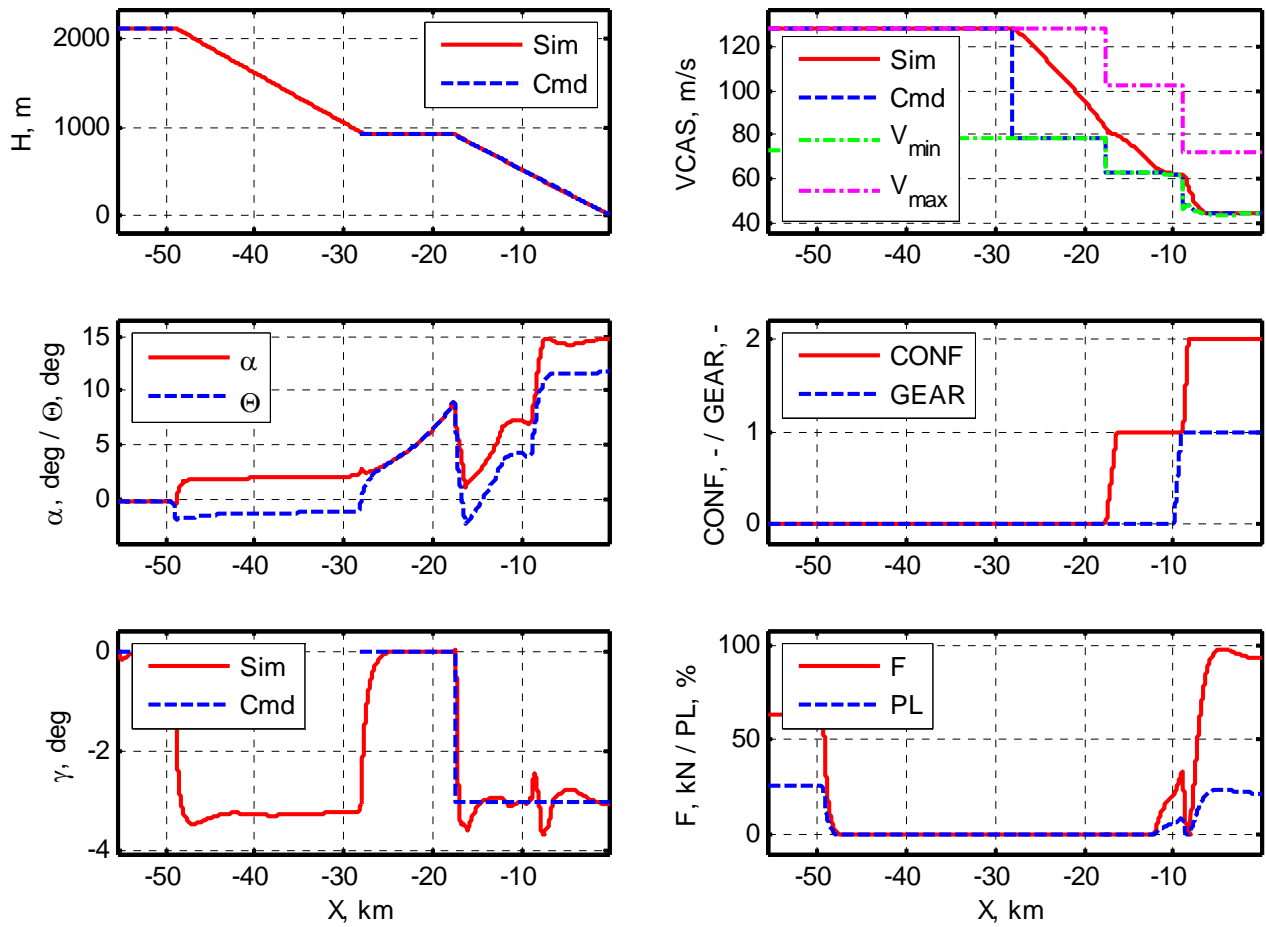 H, m
2000
1000
0
Sim
Cmd
-50
-40
-30
-20
-10
VCAS, m/s
120
100
80
60
40
Sim
Cmd
V_min
V_max
-50
-40
-30
-20
-10
α, deg / Θ, deg
15
10
5
0
α
Θ
-50
-40
-30
-20
-10
CONF, - / GEAR, -
2
1
0
CONF
GEAR
-50
-40
-30
-20
-10
γ, deg
0
-2
-4
Sim
Cmd
-50
-40
-30
-20
-10
X, km
F, kN / PL, %
100
50
0
F
PL
-50
-40
-30
-20
-10
X, km